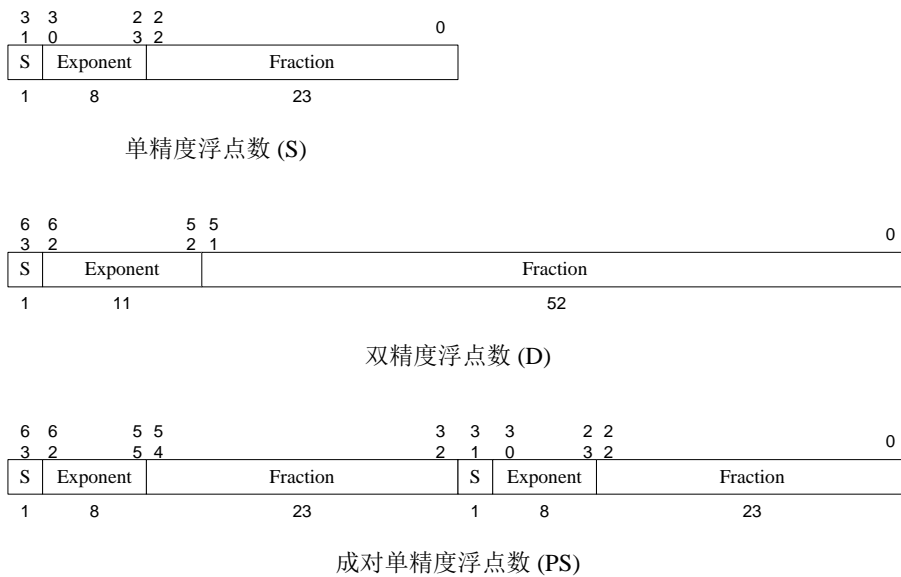 3 3 2 2
1 0 3 2 0
S Exponent Fraction
1 8 23
单精度浮点数 (S)
6 6 5 5
3 2 2 1 0
S Exponent Fraction
1 11 52
双精度浮点数 (D)
6 6 5 5 3 3 3 2 2
3 2 5 4 2 1 0 3 2 0
S Exponent Fraction S Exponent Fraction
1 8 23 1 8 23
成对单精度浮点数 (PS)